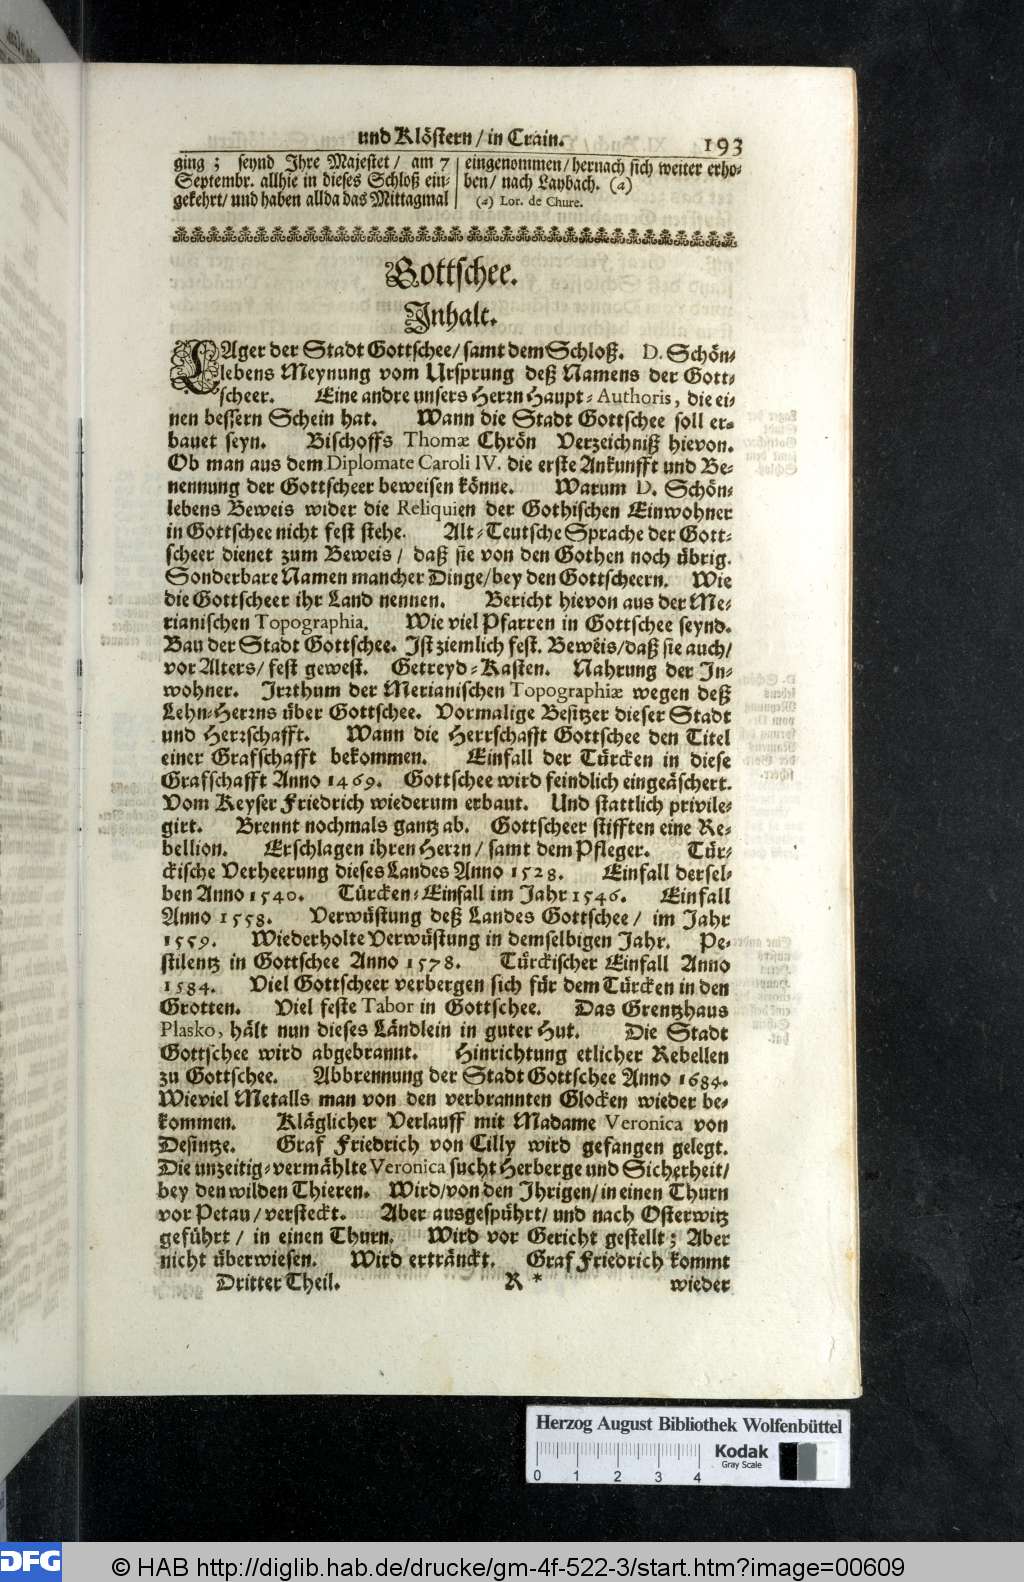 und Klöstern / in Crain. 193
ging ; seynd Ihre Majestet / am 7
Septembr. allhie in dieses Schloß ein-
gekehrt / und haben allda das Mittagmal
eingenommen / hernach sich weiter erho-
ben / nach Laybach. (a)
(a) Lor. de Chure.
Gottschee.
Inhalt.
LAger der Stadt Gottschee / samt dem Schloß. D. Schön-
lebens Meynung vom Ursprung deß Namens der Gott-
scheer. Eine andre unsers Herrn Haupt-Authoris, die ei-
nen bessern Schein hat. Wann die Stadt Gottschee soll er-
bauet seyn. Bischoffs Thomæ Chrön Verzeichniß hievon.
Ob man aus dem Diplomate Caroli IV. die erste Ankunfft und Be-
nennung der Gottscheer beweisen könne. Warum D. Schön-
lebens Beweis wider die Reliquien der Gothischen Einwohner
in Gottschee nicht fest stehe. Alt-Teutsche Sprache der Gott-
scheer dienet zum Beweis / daß sie von den Gothen noch übrig.
Sonderbare Namen mancher Dinge / bey den Gottscheern. Wie
die Gottscheer ihr Land nennen. Bericht hievon aus der Me-
rianischen Topographia. Wie viel Pfarren in Gottschee seynd.
Bau der Stadt Gottschee. Ist ziemlich fest. Beweis / daß sie auch /
vor Alters / fest gewest. Getreyd-Kasten. Nahrung der In-
wohner. Irrthum der Merianischen Topographiæ wegen deß
Lehn-Herrns über Gottschee. Vormalige Besitzer dieser Stadt
und Herrschafft. Wann die Herrschafft Gottschee den Titel
einer Grafschafft bekommen. Einfall der Türcken in diese
Grafschafft Anno 1469. Gottschee wird feindlich eingeäschert.
Vom Keyser Friedrich wiederum erbaut. Und stattlich privile-
girt. Brennt nochmals gantz ab. Gottscheer stifften eine Re-
bellion. Erschlagen ihren Herrn / samt dem Pfleger. Tür-
ckische Verheerung dieses Landes Anno 1528. Einfall dersel-
ben Anno 1540. Türcken-Einfall im Jahr 1546. Einfall
Anno 1558. Verwüstung deß Landes Gottschee / im Jahr
1559. Wiederholte Verwüstung in demselbigen Jahr. Pe-
stilentz in Gottschee Anno 1578. Türckischer Einfall Anno
1584. Viel Gottscheer verbergen sich für dem Türcken in den
Grotten. Viel feste Tabor in Gottschee. Das Grentzhaus
Plasko, hält nun dieses Ländlein in guter Hut. Die Stadt
Gottschee wird abgebrannt. Hinrichtung etlicher Rebellen
zu Gottschee. Abbrennung der Stadt Gottschee Anno 1684.
Wieviel Metalls man von den verbrannten Glocken wieder be-
kommen. Kläglicher Verlauff mit Madame Veronica von
Desintze. Graf Friedrich von Cilly wird gefangen gelegt.
Die unzeitig-vermählte Veronica sucht Herberge und Sicherheit /
bey den wilden Thieren. Wird / von den Ihrigen / in einen Thurn
vor Petau / versteckt. Aber ausgespührt / und nach Osterwitz
geführt / in einen Thurn. Wird vor Gericht gestellt ; Aber
nicht überwiesen. Wird ertränckt. Graf Friedrich kommt
Dritter Theil. R * wieder
Herzog August Bibliothek Wolfenbüttel
0 1 2 3 4
Kodak
Gray Scale
DFG
© HAB http://diglib.hab.de/drucke/gm-4f-522-3/start.htm?image=00609